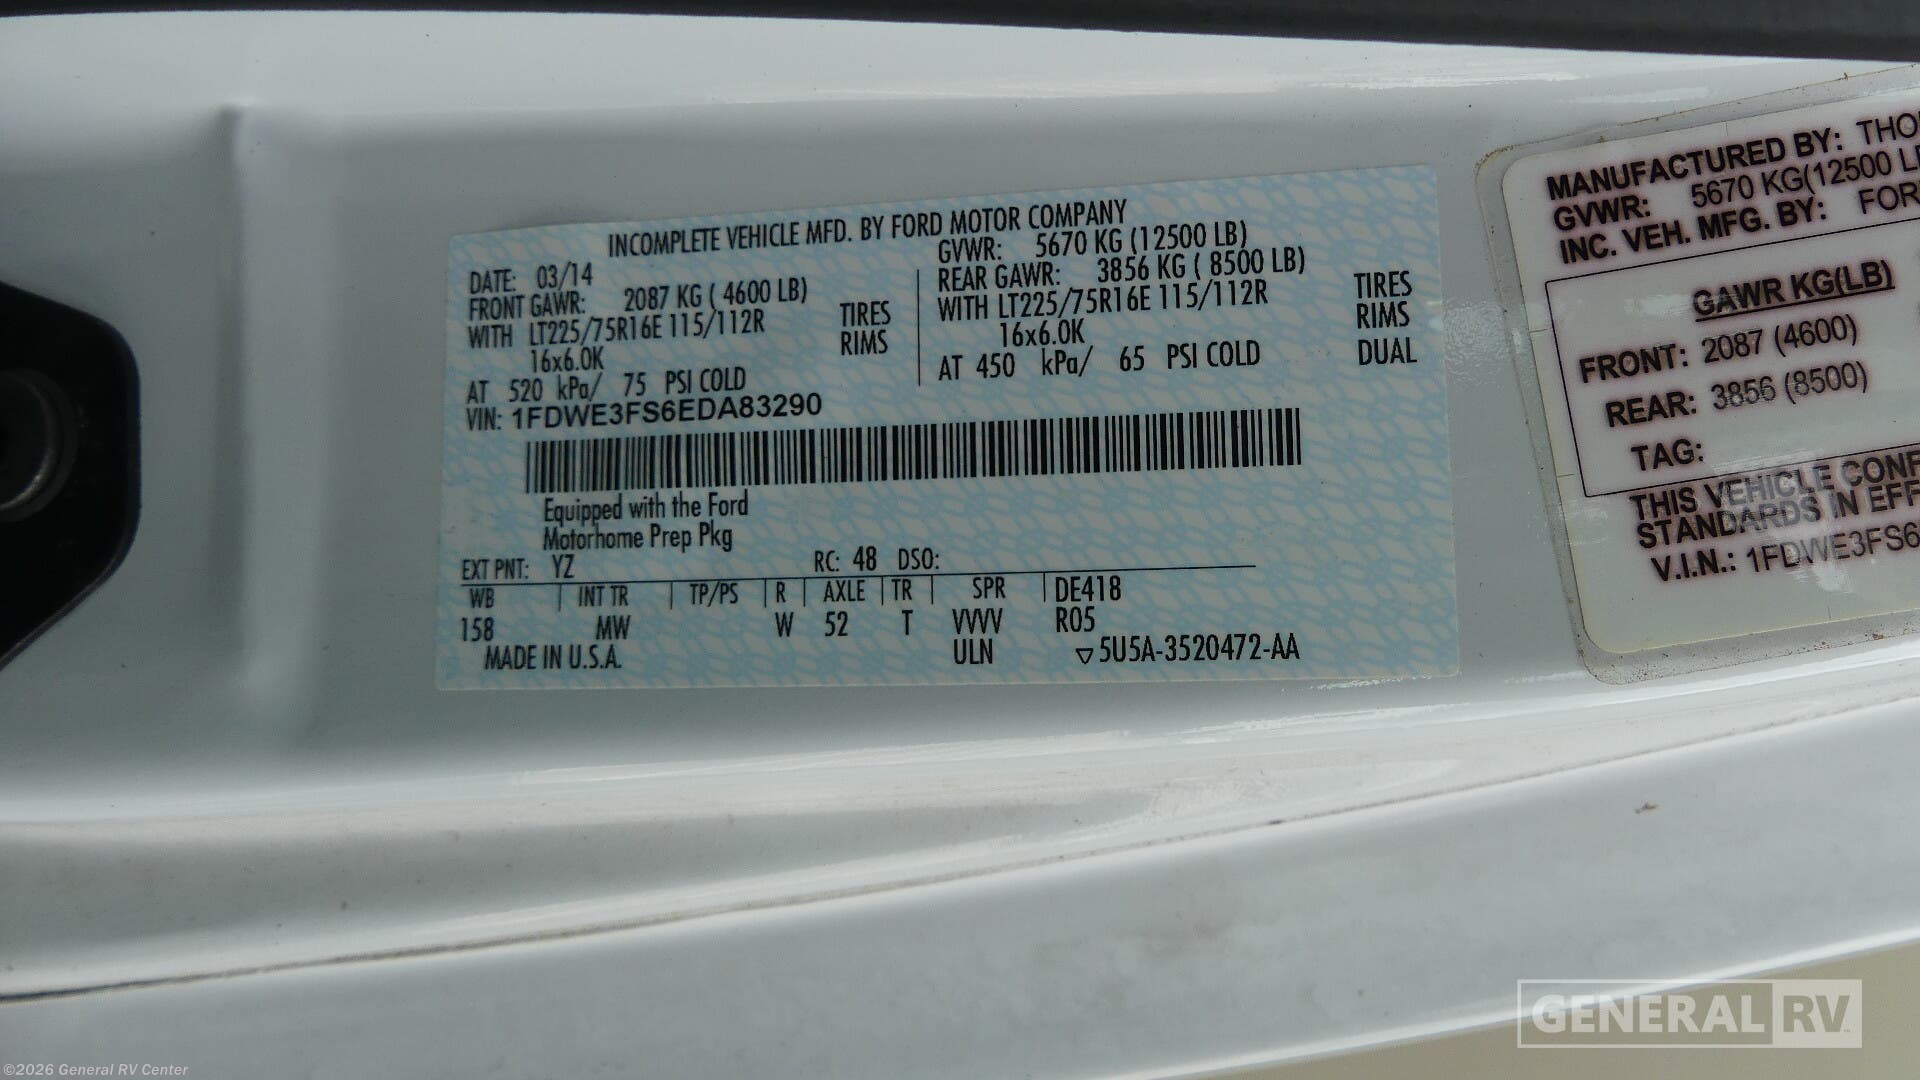 INCOMPLETE VEHICLE MFD. BY FORD MOTOR COMPANY
DATE: 03/14
GVWR: 5670 KG (12500 LB)
FRONT GAWR: 2087 KG ( 4600 LB)
REAR GAWR: 3856 KG ( 8500 LB)
WITH LT225/75R16E 115/112R TIRES
WITH LT225/75R16E 115/112R TIRES
16x6.0K RIMS
16x6.0K RIMS
AT 520 kPa/ 75 PSI COLD
AT 450 kPa/ 65 PSI COLD DUAL
VIN: 1FDWE3FS6EDA83290
Equipped with the Ford
Motorhome Prep Pkg
EXT PNT: YZ RC: 48 DSO:
WB INT TR TP/PS R AXLE TR SPR DE418
158 MW W 52 T VVVV R05
MADE IN U.S.A. ULN ▽5U5A-3520472-AA
MANUFACTURED BY: THO
GVWR: 5670 KG(12500 L
INC. VEH. MFG. BY: FOR
GAWR KG(LB)
FRONT: 2087 (4600)
REAR: 3856 (8500)
TAG:
THIS VEHICLE CONF
STANDARDS IN EFF
V.I.N.: 1FDWE3FS6
GENERAL RV
©2026 General RV Center